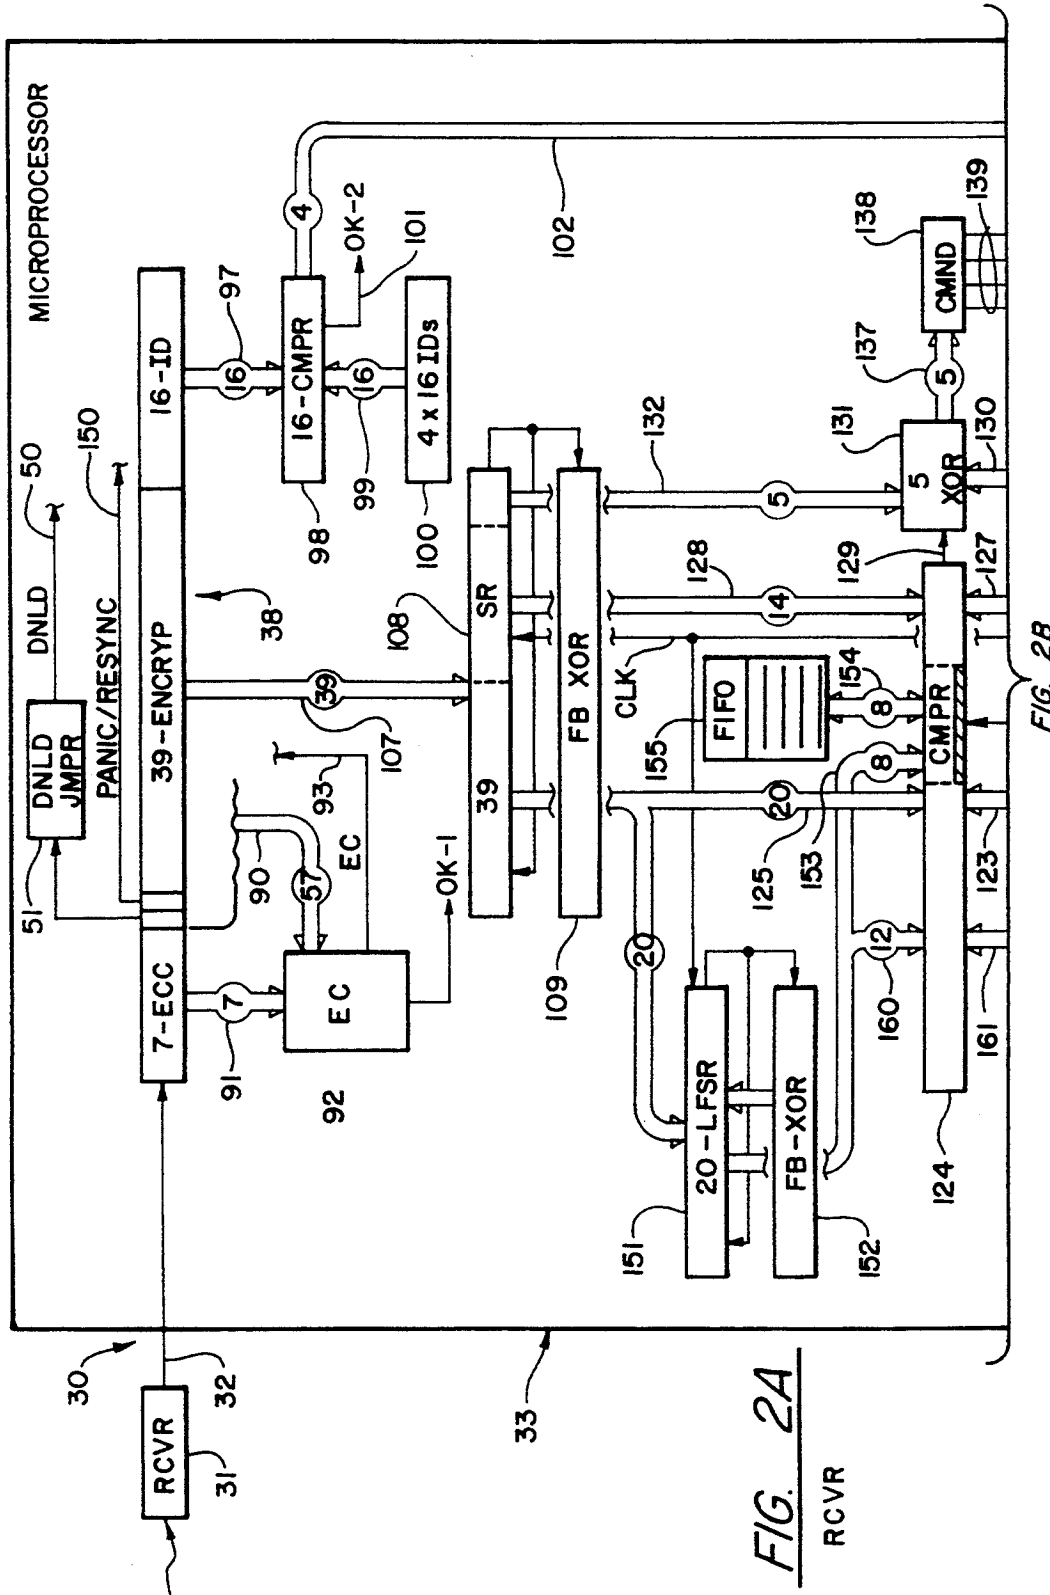 MICROPROCESSOR
30
32
RCVR
31
33
51
DNLD
JMPR
DNLD
50
PANIC/RESYNC
150
7-ECC
39-ENCRYP
16-ID
38
91
7
EC
92
90
57
EC
93
OK-1
39
107
16
97
16-CMPR
98
4
OK-2
101
16
99
4 x 16 IDs
100
102
108
39
SR
FB XOR
109
CLK
20
151
20-LFSR
FB-XOR
152
155
FIFO
154
8
153
8
125
20
128
14
132
5
12
160
161
123
124
CMPR
127
129
5
XOR
131
130
137
5
CMND
138
139
FIG. 2B
FIG. 2A
RCVR